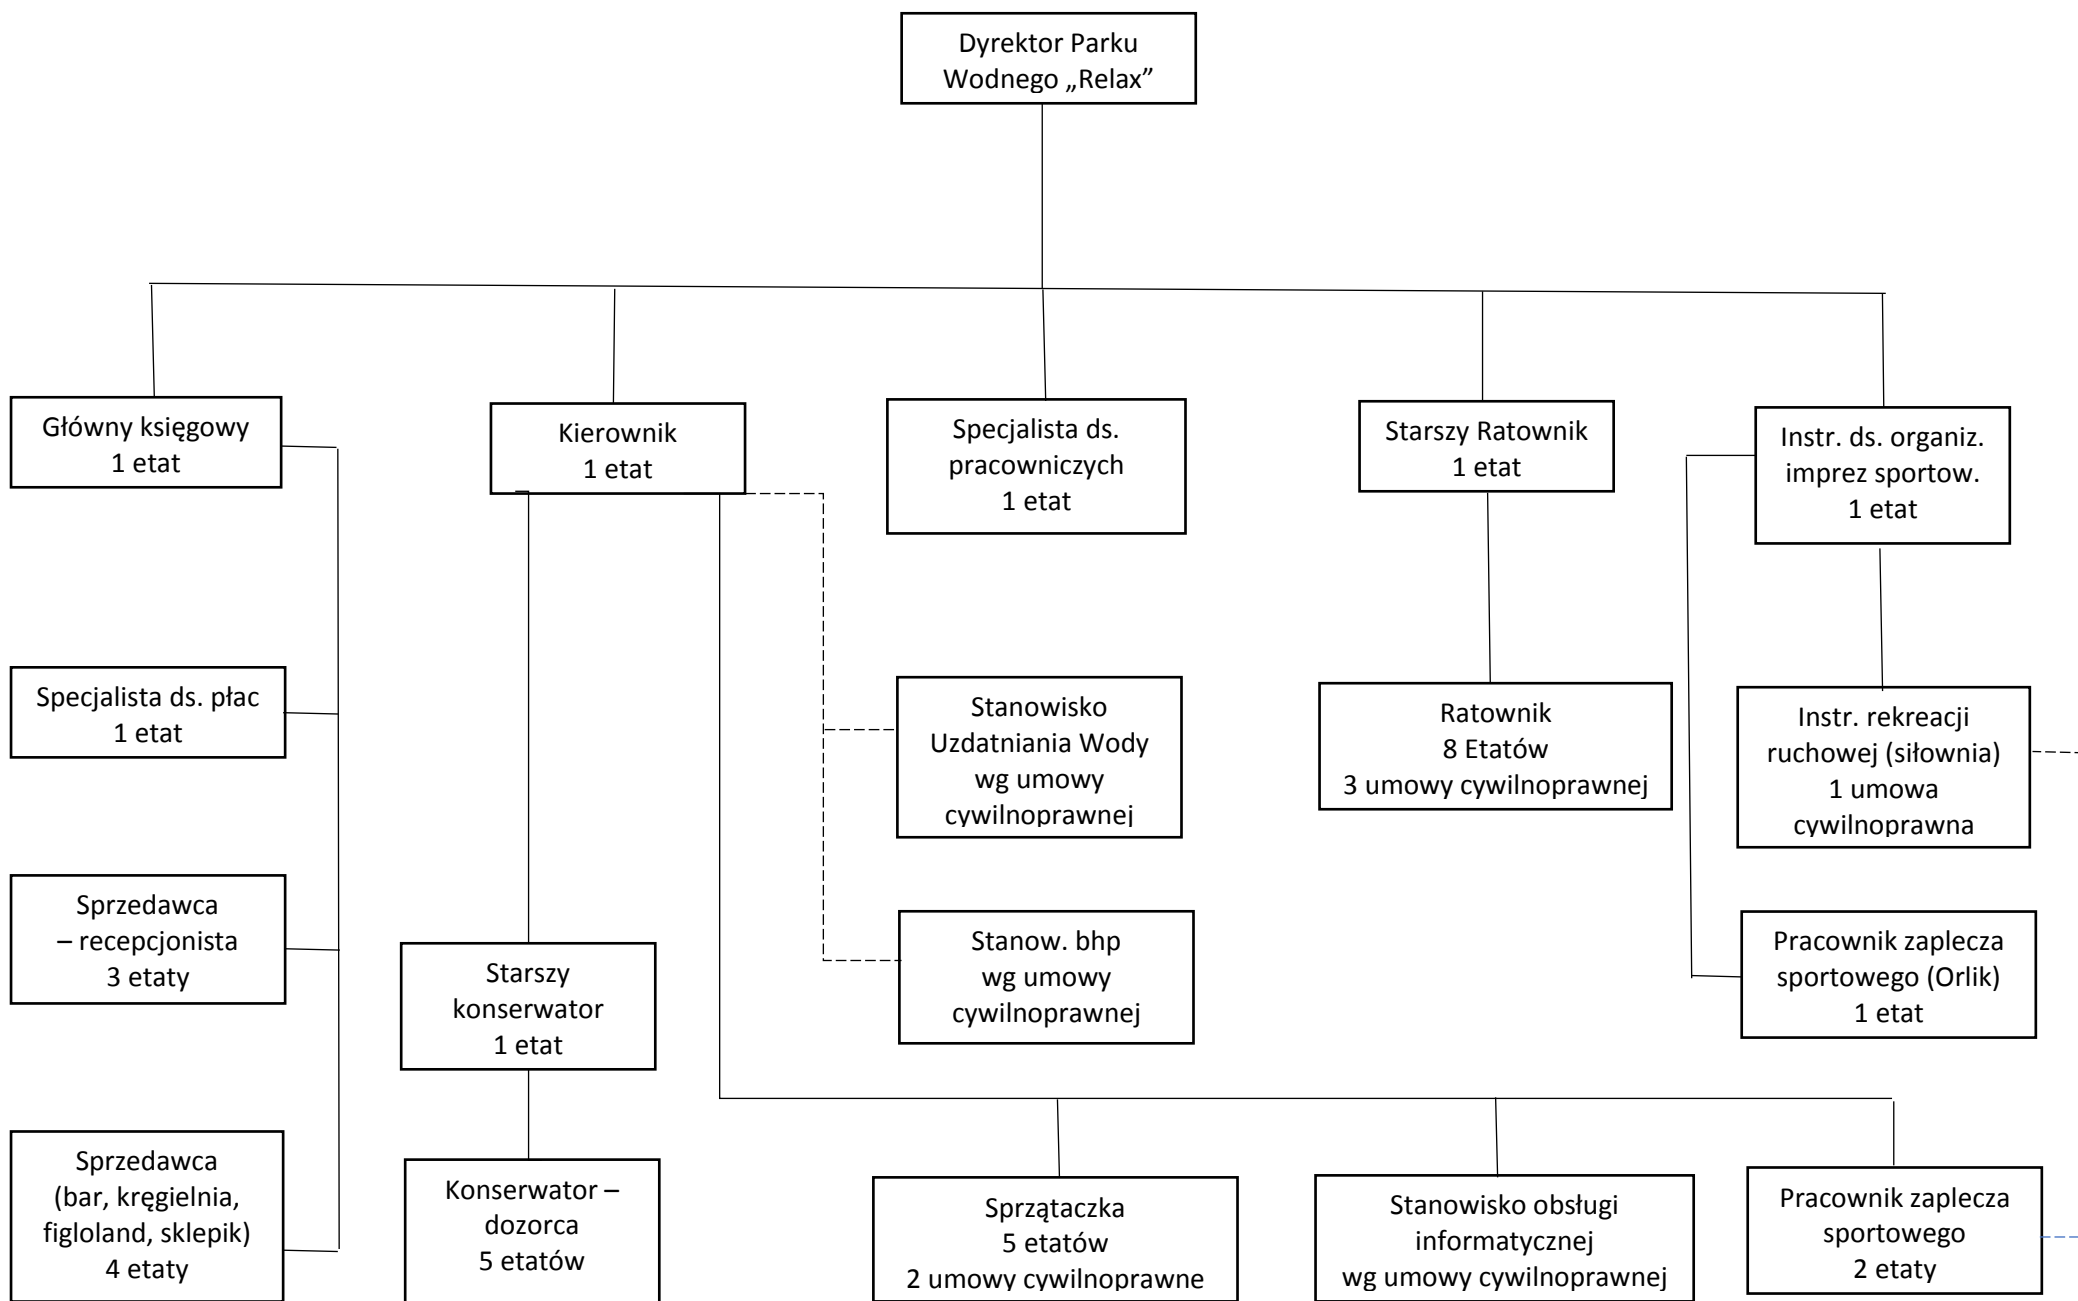 Dyrektor Parku
Wodnego „Relax”
Główny księgowy
1 etat
Kierownik
1 etat
Specjalista ds.
pracowniczych
1 etat
Starszy Ratownik
1 etat
Instr. ds. organiz.
imprez sportow.
1 etat
Specjalista ds. płac
1 etat
Stanowisko
Uzdatniania Wody
wg umowy
cywilnoprawnej
Ratownik
8 Etatów
3 umowy cywilnoprawnej
Instr. rekreacji
ruchowej (siłownia)
1 umowa
cywilnoprawna
Sprzedawca
– recepcjonista
3 etaty
Starszy
konserwator
1 etat
Stanow. bhp
wg umowy
cywilnoprawnej
Pracownik zaplecza
sportowego (Orlik)
1 etat
Sprzedawca
(bar, kręgielnia,
figloland, sklepik)
4 etaty
Konserwator –
dozorca
5 etatów
Sprzątaczka
5 etatów
2 umowy cywilnoprawne
Stanowisko obsługi
informatycznej
wg umowy cywilnoprawnej
Pracownik zaplecza
sportowego
2 etaty